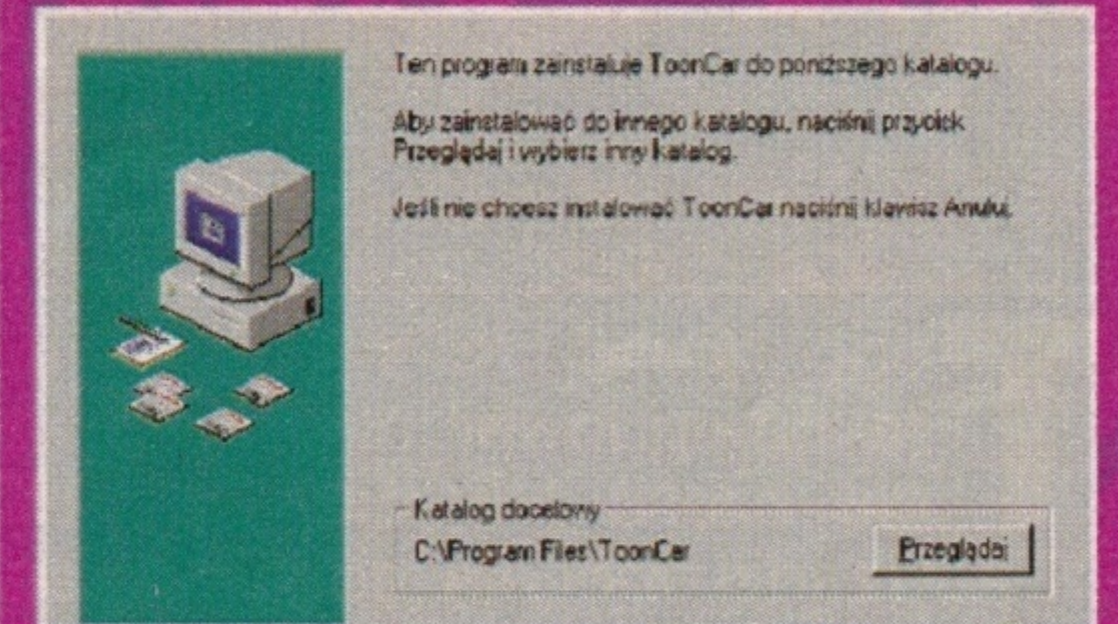 Ten program zainstaluje ToonCar do poniższego katalogu.
Aby zainstalować do innego katalogu, naciśnij przycisk
Przeglądaj i wybierz inny katalog.
Jeśli nie chcesz instalować ToonCar naciśnij klawisz Anuluj.
Katalog docelowy
C:\Program Files\ToonCar
Przeglądaj